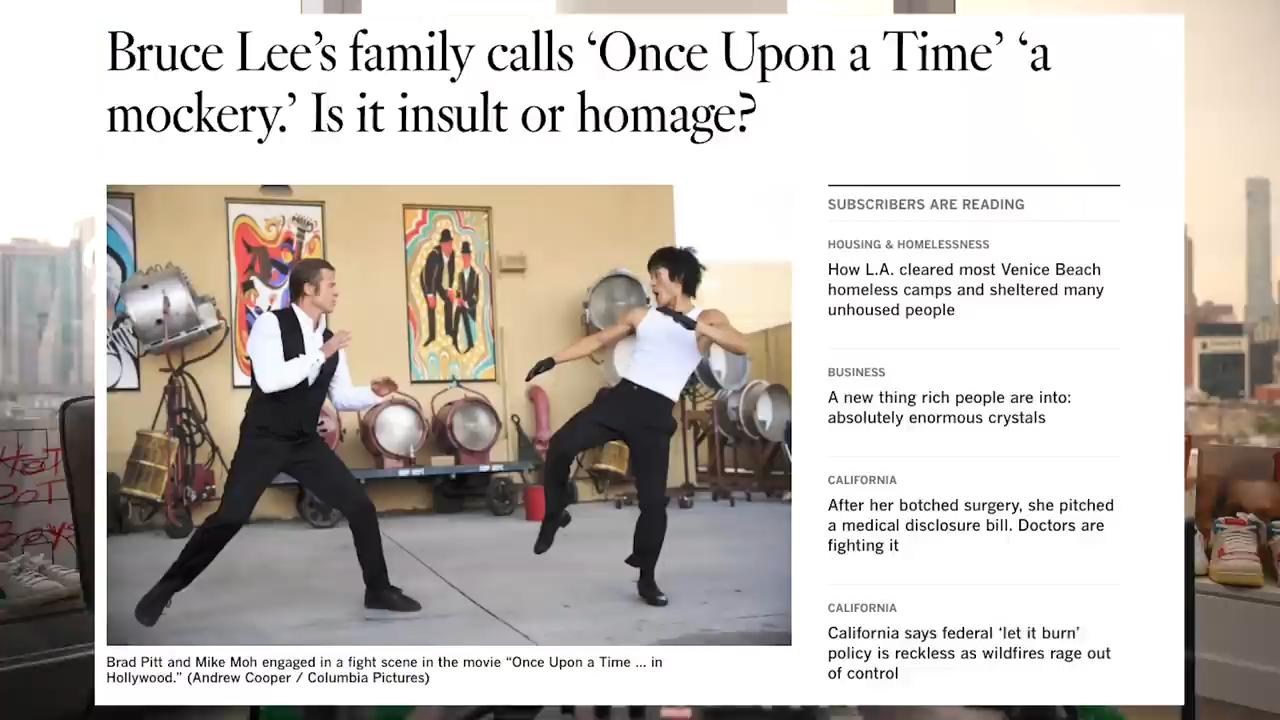 Bruce Lee’s family calls ‘Once Upon a Time’ ‘a
mockery.’ Is it insult or homage?
SUBSCRIBERS ARE READING
HOUSING & HOMELESSNESS
How L.A. cleared most Venice Beach
homeless camps and sheltered many
unhoused people
BUSINESS
A new thing rich people are into:
absolutely enormous crystals
CALIFORNIA
After her botched surgery, she pitched
a medical disclosure bill. Doctors are
fighting it
CALIFORNIA
California says federal ‘let it burn’
policy is reckless as wildfires rage out
of control
Brad Pitt and Mike Moh engaged in a fight scene in the movie “Once Upon a Time ... in
Hollywood.” (Andrew Cooper / Columbia Pictures)
HOT
BOI
Boys